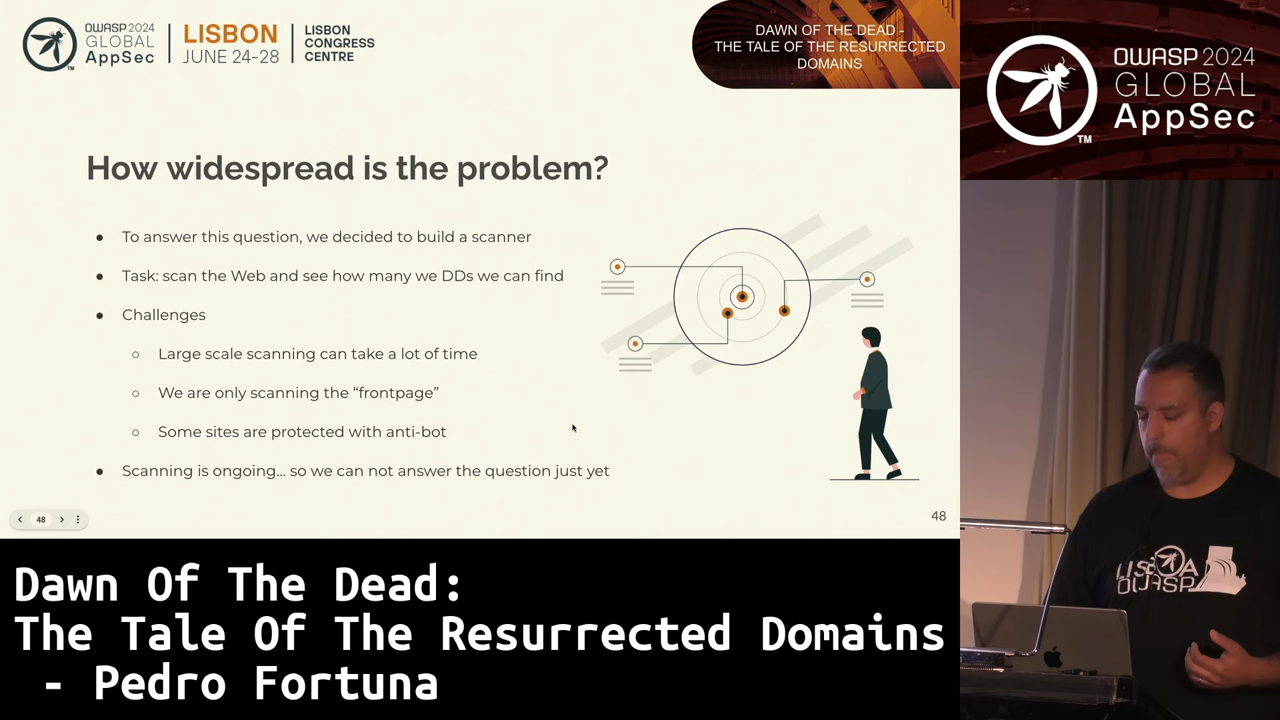 OWASP 2024
GLOBAL
AppSec
TM
LISBON
JUNE 24-28
LISBON
CONGRESS
CENTRE
DAWN OF THE DEAD -
THE TALE OF THE RESURRECTED
DOMAINS
OWASP 2024
GLOBAL
AppSec
TM
How widespread is the problem?
● To answer this question, we decided to build a scanner
● Task: scan the Web and see how many we DDs we can find
● Challenges
○ Large scale scanning can take a lot of time
○ We are only scanning the “frontpage”
○ Some sites are protected with anti-bot
● Scanning is ongoing... so we can not answer the question just yet
48
48
LISBOA
OWASP
Dawn Of The Dead:
The Tale Of The Resurrected Domains
- Pedro Fortuna